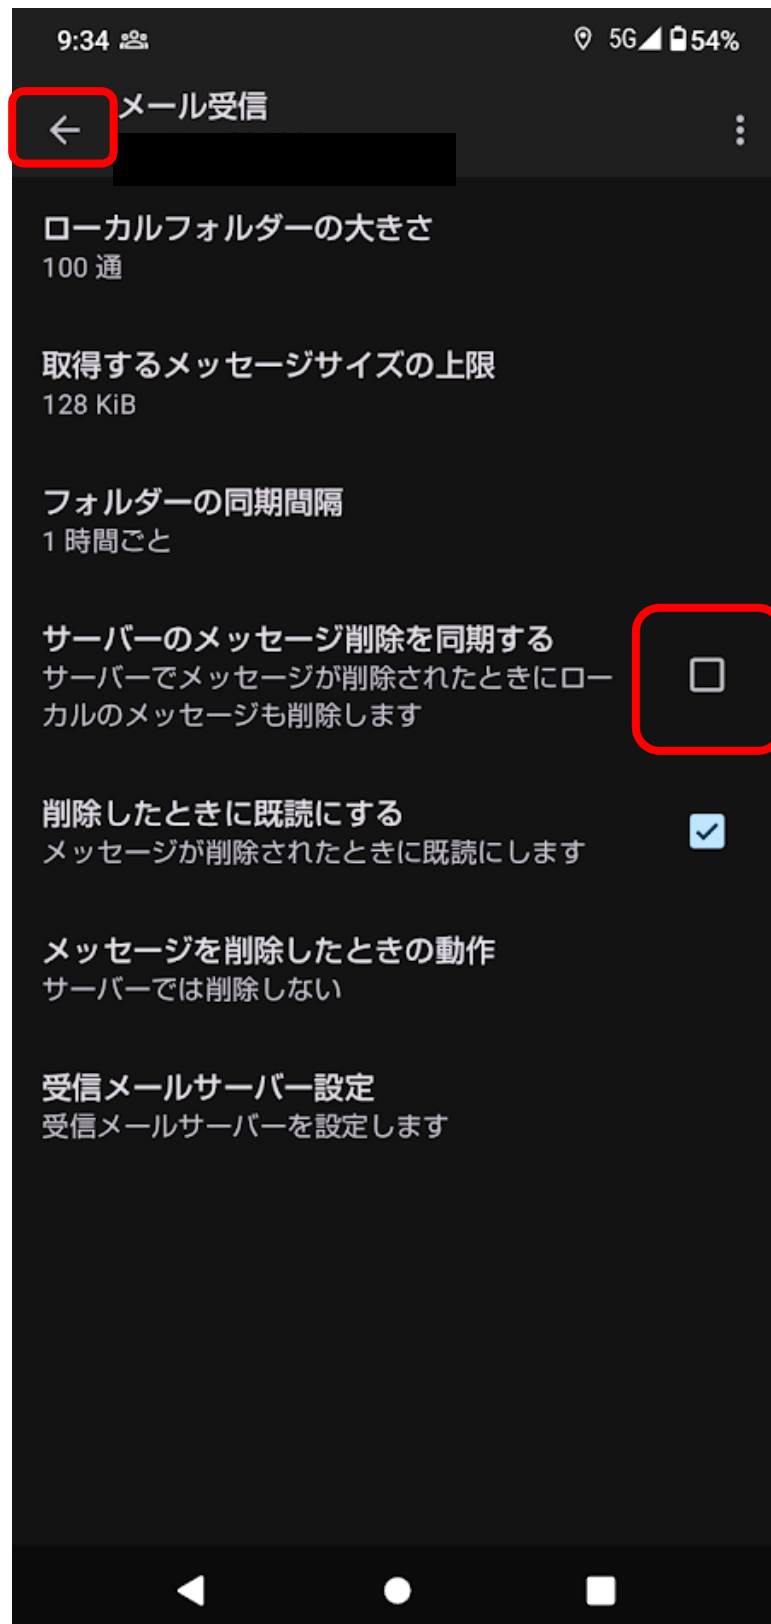 9:34
5G 54%
メール受信
ローカルフォルダーの大きさ
100 通
取得するメッセージサイズの上限
128 KiB
フォルダーの同期間隔
1 時間ごと
サーバーのメッセージ削除を同期する
サーバーでメッセージが削除されたときにロー
カルのメッセージも削除します
削除したときに既読にする
メッセージが削除されたときに既読にします
メッセージを削除したときの動作
サーバーでは削除しない
受信メールサーバー設定
受信メールサーバーを設定します